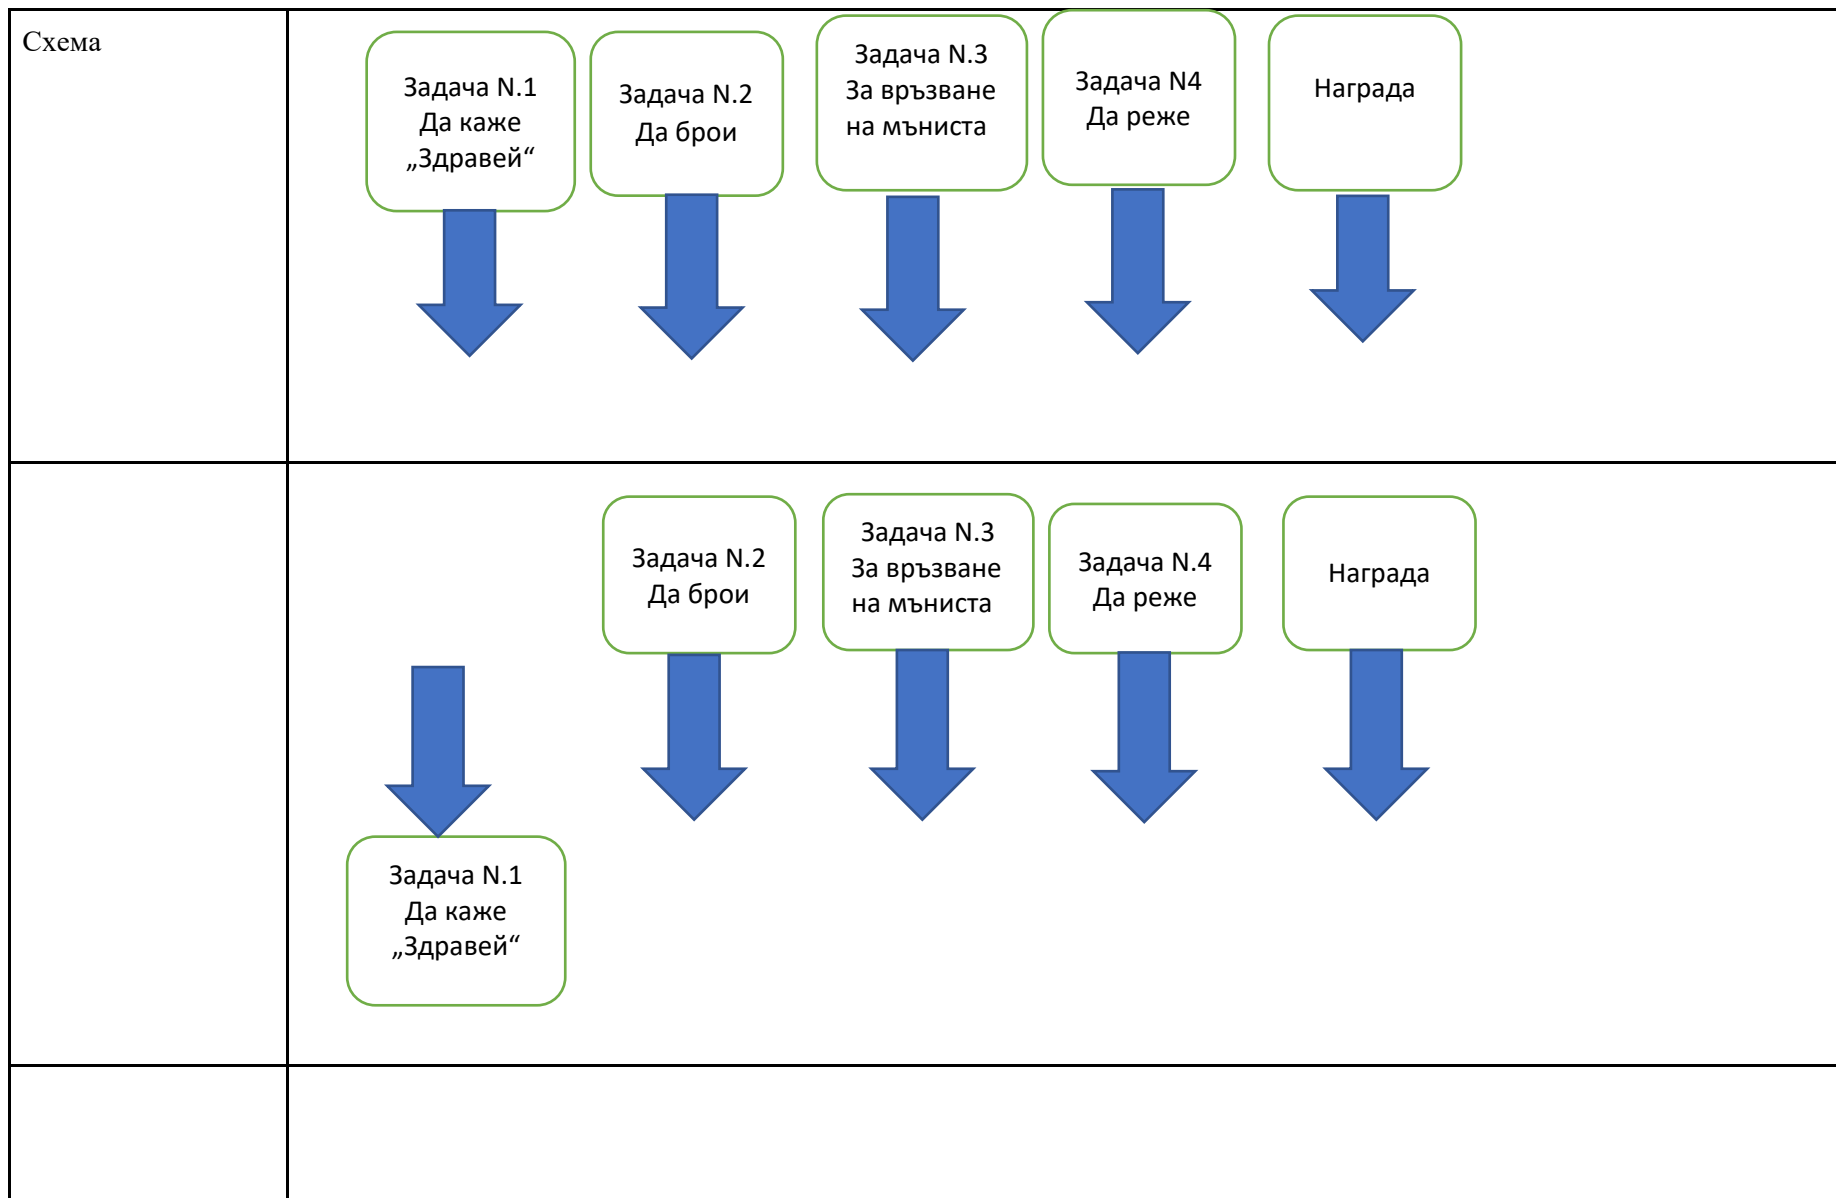 Схема
Задача N.1
Да каже
„Здравей“
Задача N.2
Да брои
Задача N.3
За връзване
на мъниста
Задача N4
Да реже
Награда
Задача N.2
Да брои
Задача N.3
За връзване
на мъниста
Задача N.4
Да реже
Награда
Задача N.1
Да каже
„Здравей“